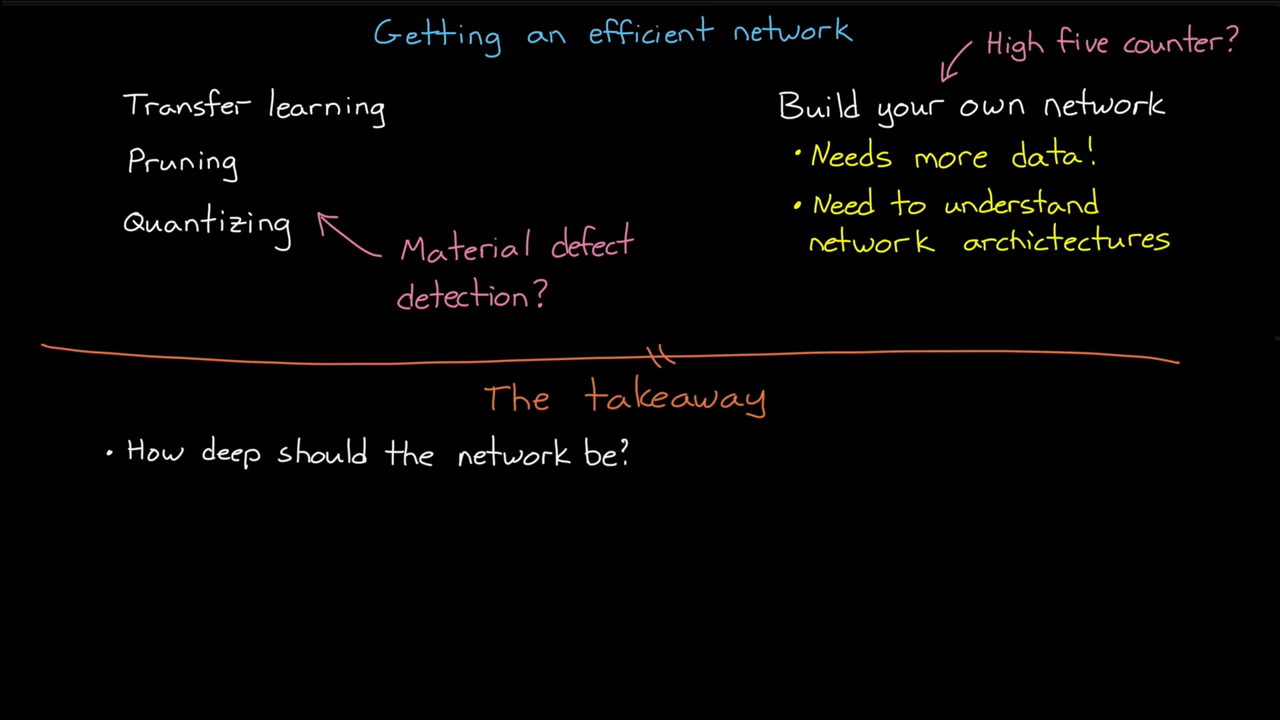 Getting an efficient network
High five counter?
Transfer learning
Pruning
Quantizing
Material defect
detection?
Build your own network
• Needs more data!
• Need to understand
network archictectures
The takeaway
• How deep should the network be?